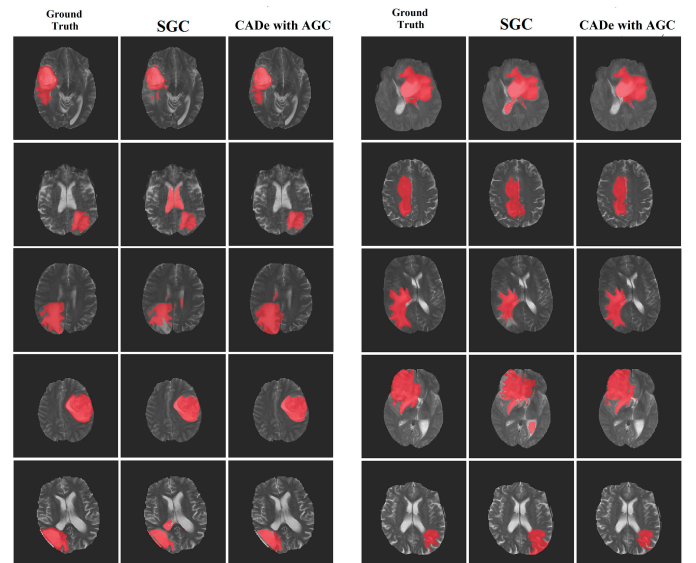 Ground
Truth
SGC
CADe with AGC
Ground
Truth
SGC
CADe with AGC